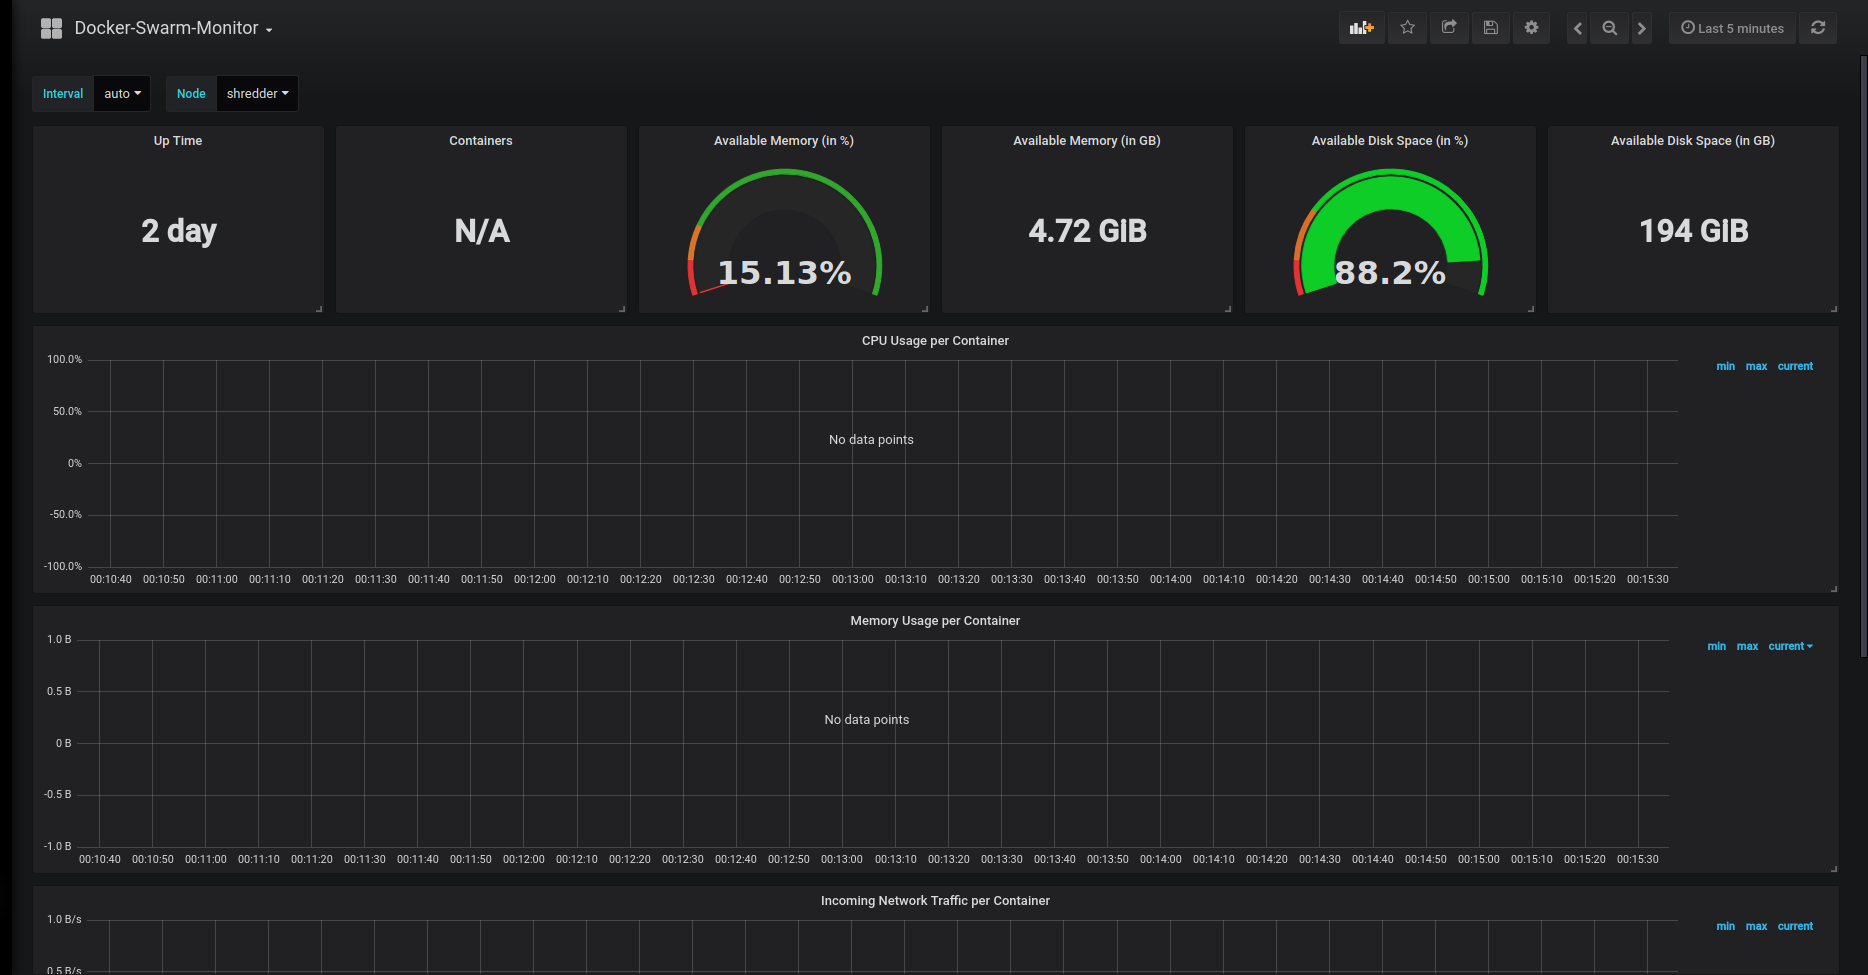 Docker-Swarm-Monitor
Last 5 minutes
Interval auto Node shredder
Up Time
2 day
Containers
N/A
Available Memory (in %)
15.13%
Available Memory (in GB)
4.72 GiB
Available Disk Space (in %)
88.2%
Available Disk Space (in GB)
194 GiB
CPU Usage per Container
min max current
100.0%
50.0%
No data points
0%
-50.0%
-100.0%
00:10:40 00:10:50 00:11:00 00:11:10 00:11:20 00:11:30 00:11:40 00:11:50 00:12:00 00:12:10 00:12:20 00:12:30 00:12:40 00:12:50 00:13:00 00:13:10 00:13:20 00:13:30 00:13:40 00:13:50 00:14:00 00:14:10 00:14:20 00:14:30 00:14:40 00:14:50 00:15:00 00:15:10 00:15:20 00:15:30
Memory Usage per Container
min max current
1.0 B
0.5 B
No data points
0 B
-0.5 B
-1.0 B
00:10:40 00:10:50 00:11:00 00:11:10 00:11:20 00:11:30 00:11:40 00:11:50 00:12:00 00:12:10 00:12:20 00:12:30 00:12:40 00:12:50 00:13:00 00:13:10 00:13:20 00:13:30 00:13:40 00:13:50 00:14:00 00:14:10 00:14:20 00:14:30 00:14:40 00:14:50 00:15:00 00:15:10 00:15:20 00:15:30
Incoming Network Traffic per Container
min max current
1.0 B/s
0.5 B/s